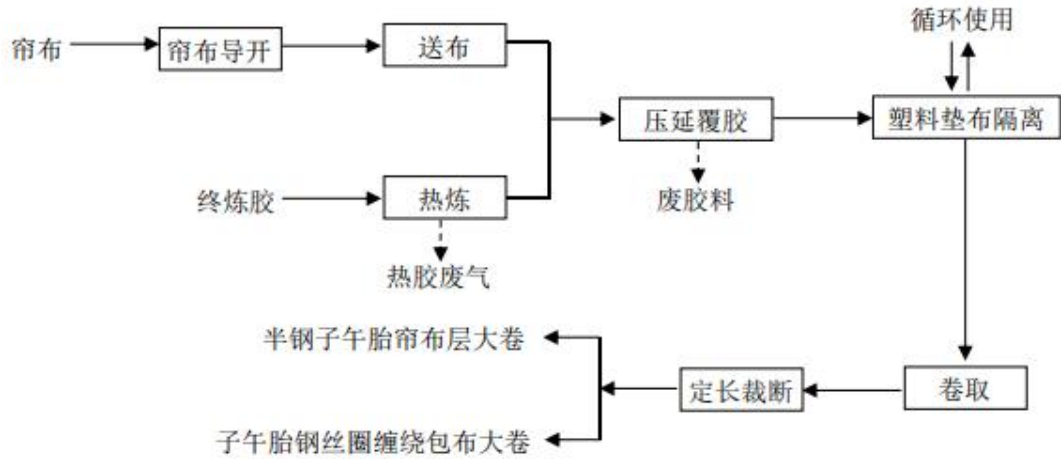 循环使用
帘布
帘布导开
送布
压延覆胶
塑料垫布隔离
终炼胶
热炼
废胶料
热胶废气
半钢子午胎帘布层大卷
定长裁断
卷取
子午胎钢丝圈缠绕包布大卷